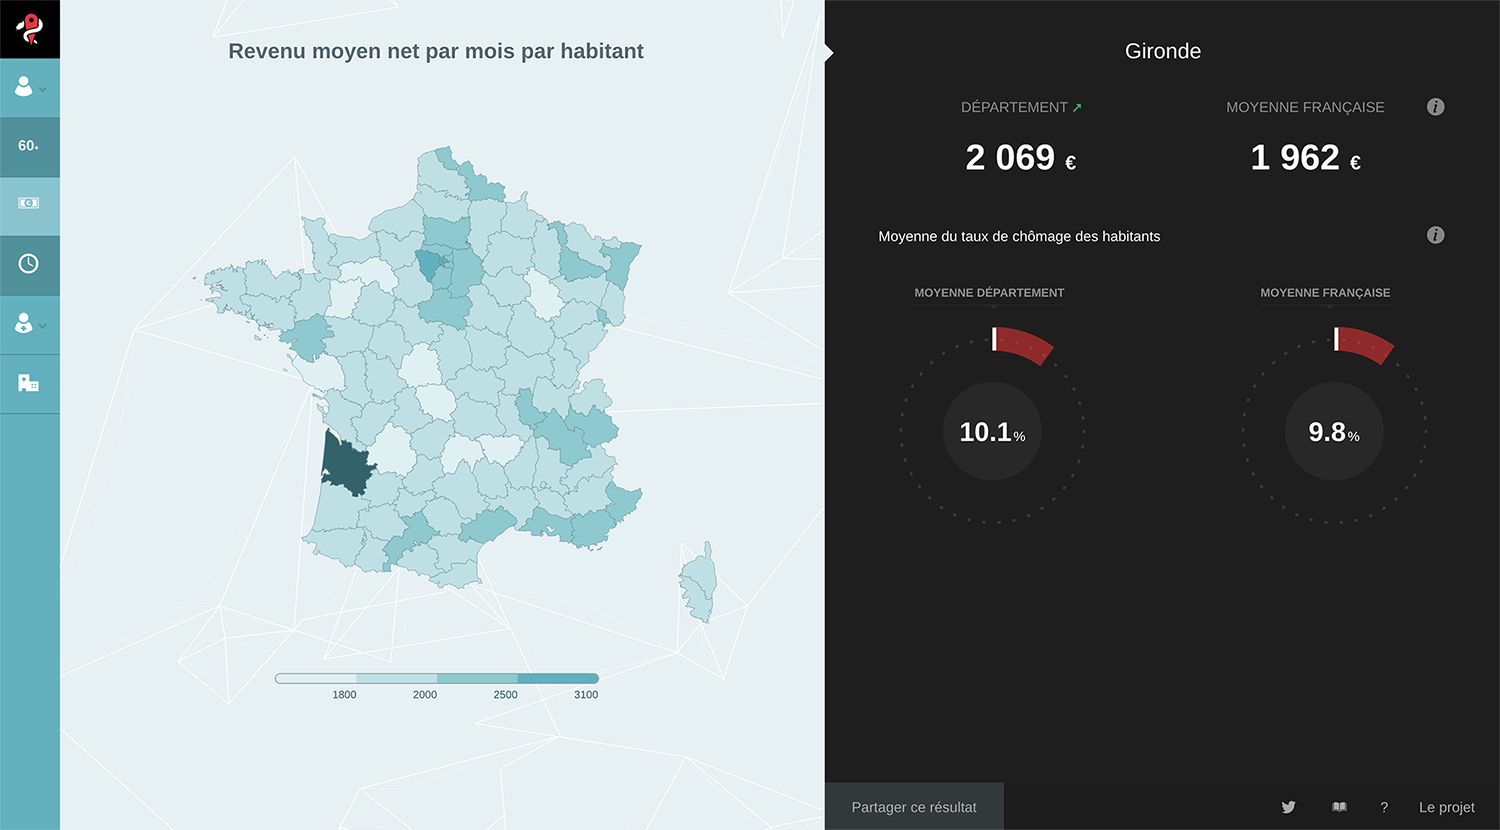 60+
Revenu moyen net par mois par habitant
1800
2000
2500
3100
Gironde
DÉPARTEMENT ↗
MOYENNE FRANÇAISE
i
2 069 €
1 962 €
Moyenne du taux de chômage des habitants
i
MOYENNE DÉPARTEMENT
MOYENNE FRANÇAISE
10.1%
9.8%
Partager ce résultat
?
Le projet